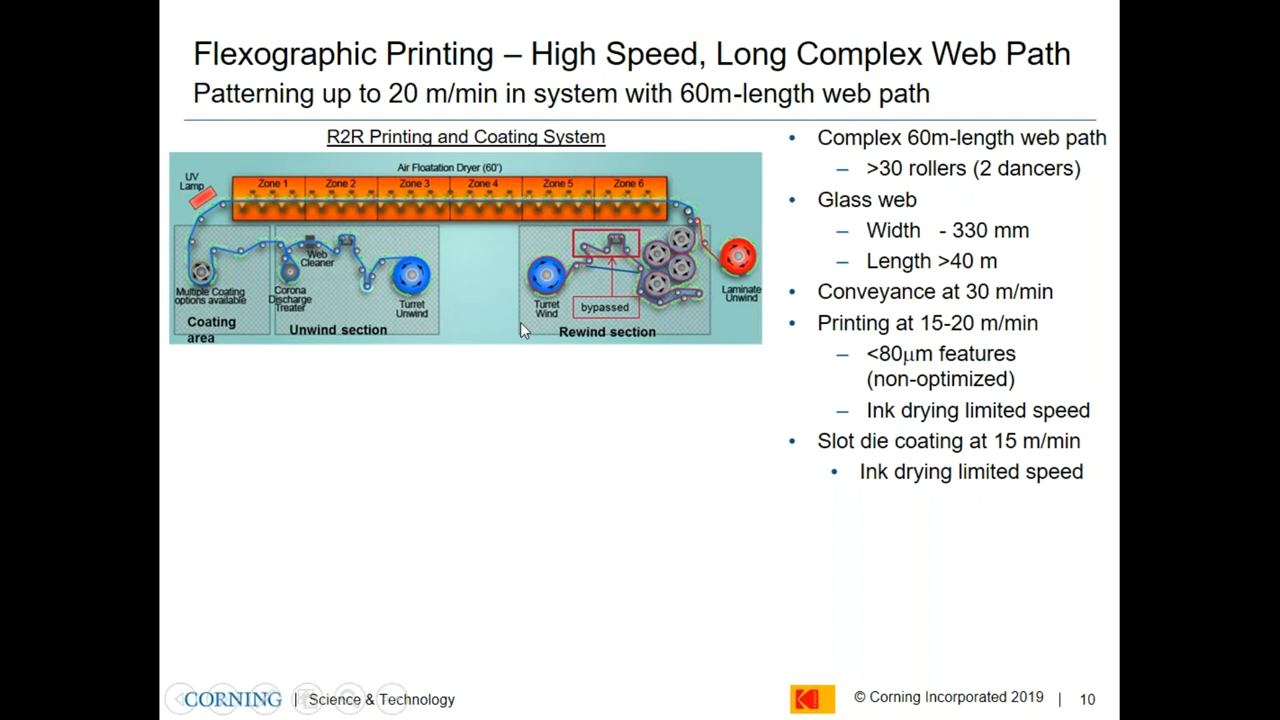 Flexographic Printing – High Speed, Long Complex Web Path
Patterning up to 20 m/min in system with 60m-length web path
R2R Printing and Coating System
Air Floatation Dryer (60')
UV
Lamp
Zone 1
Zone 2
Zone 3
Zone 4
Zone 5
Zone 6
Web
Cleaner
Multiple Coating
options available
Corona
Discharge
Treater
Turret
Unwind
Coating
area
Unwind section
Turret
Wind
bypassed
Laminate
Unwind
Rewind section
• Complex 60m-length web path
– >30 rollers (2 dancers)
• Glass web
– Width - 330 mm
– Length >40 m
• Conveyance at 30 m/min
• Printing at 15-20 m/min
– <80μm features
(non-optimized)
– Ink drying limited speed
• Slot die coating at 15 m/min
• Ink drying limited speed
CORNING | Science & Technology
© Corning Incorporated 2019 | 10